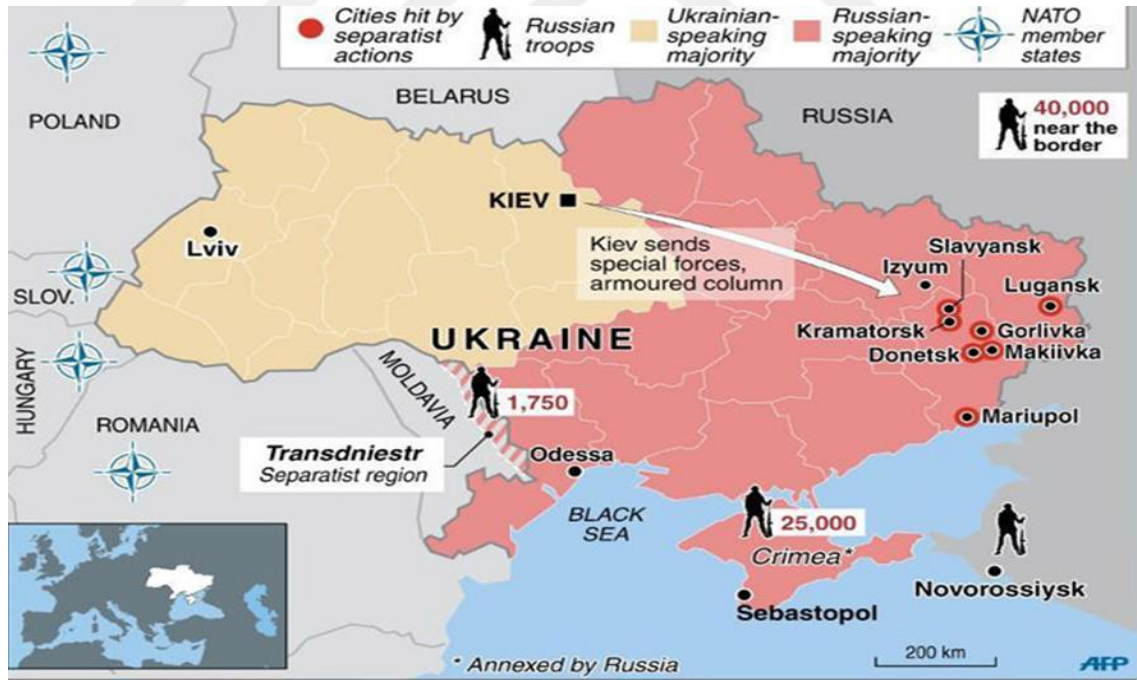 Cities hit by
separatist
actions
Russian
troops
Ukrainian-
speaking
majority
Russian-
speaking
majority
NATO
member
states
POLAND
BELARUS
RUSSIA
40,000
near the
border
KIEV
Lviv
Kiev sends
special forces,
armoured column
Slavyansk
Izyum
Lugansk
SLOV.
Kramatorsk
Gorlivka
UKRAINE
Donetsk
Makiivka
HUNGARY
MOLDAVIA
1,750
ROMANIA
Mariupol
Transdniestr
Separatist region
Odessa
BLACK
SEA
25,000
Crimea*
Novorossiysk
Sebastopol
* Annexed by Russia
200 km
AFP